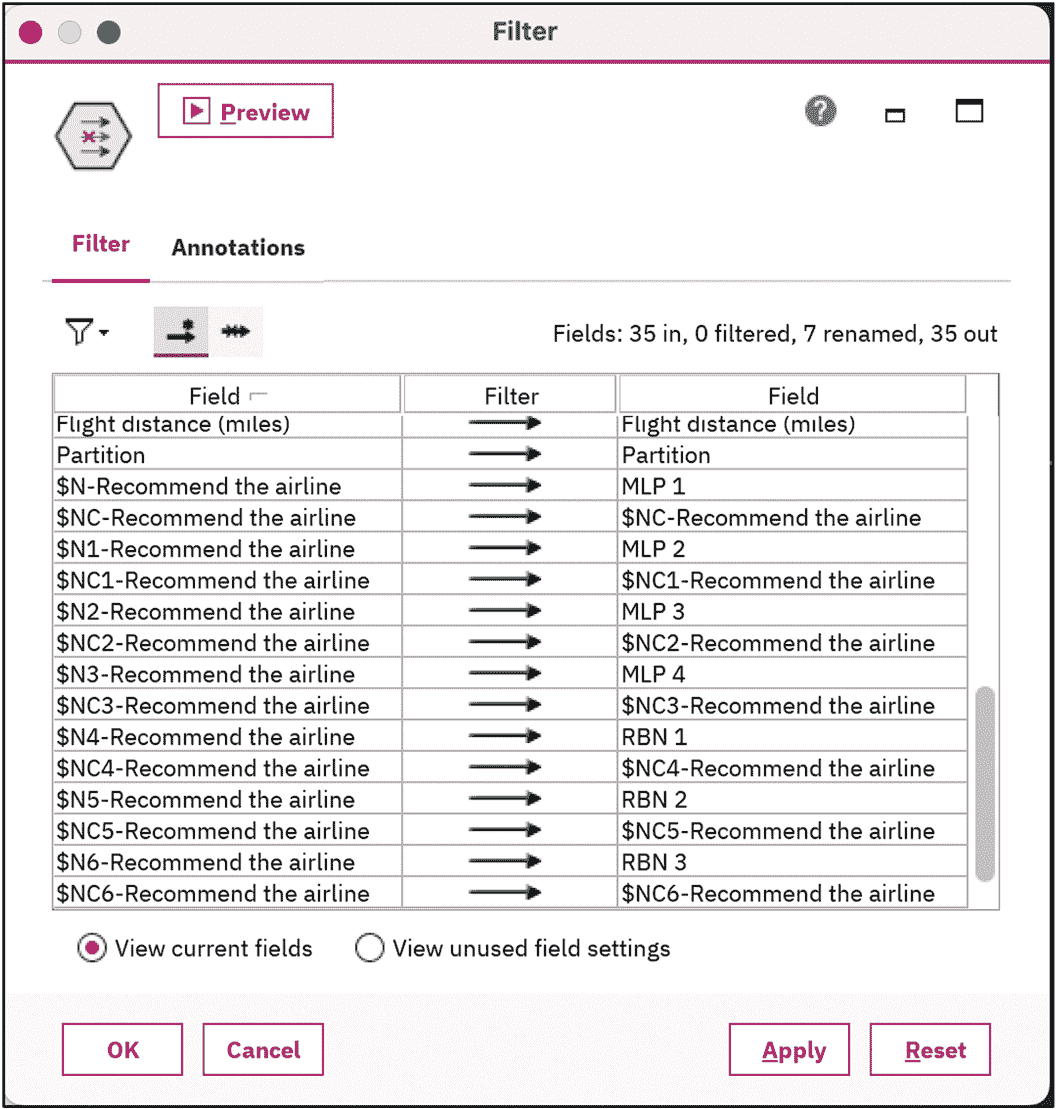 Filter
Preview
?
Filter Annotations
Fields: 35 in, 0 filtered, 7 renamed, 35 out
Field Filter Field
Flight distance (miles) Flight distance (miles)
Partition Partition
$N-Recommend the airline MLP 1
$NC-Recommend the airline $NC-Recommend the airline
$N1-Recommend the airline MLP 2
$NC1-Recommend the airline $NC1-Recommend the airline
$N2-Recommend the airline MLP 3
$NC2-Recommend the airline $NC2-Recommend the airline
$N3-Recommend the airline MLP 4
$NC3-Recommend the airline $NC3-Recommend the airline
$N4-Recommend the airline RBN 1
$NC4-Recommend the airline $NC4-Recommend the airline
$N5-Recommend the airline RBN 2
$NC5-Recommend the airline $NC5-Recommend the airline
$N6-Recommend the airline RBN 3
$NC6-Recommend the airline $NC6-Recommend the airline
View current fields View unused field settings
OK Cancel Apply Reset